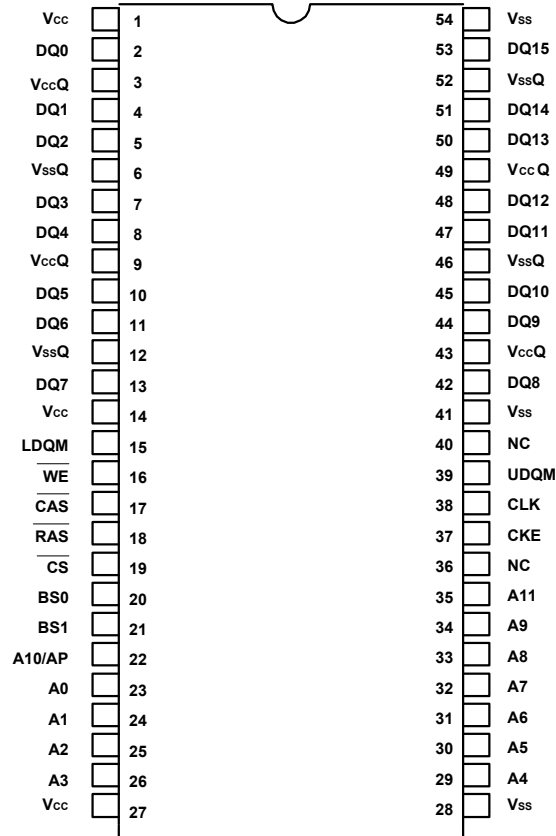 Vcc 1 54 Vss
DQ0 2 53 DQ15
VccQ 3 52 VssQ
DQ1 4 51 DQ14
DQ2 5 50 DQ13
VssQ 6 49 Vcc Q
DQ3 7 48 DQ12
DQ4 8 47 DQ11
VccQ 9 46 VssQ
DQ5 10 45 DQ10
DQ6 11 44 DQ9
VssQ 12 43 VccQ
DQ7 13 42 DQ8
Vcc 14 41 Vss
LDQM 15 40 NC
W̅E̅ 16 39 UDQM
C̅A̅S̅ 17 38 CLK
R̅A̅S̅ 18 37 CKE
C̅S̅ 19 36 NC
BS0 20 35 A11
BS1 21 34 A9
A10/AP 22 33 A8
A0 23 32 A7
A1 24 31 A6
A2 25 30 A5
A3 26 29 A4
Vcc 27 28 Vss